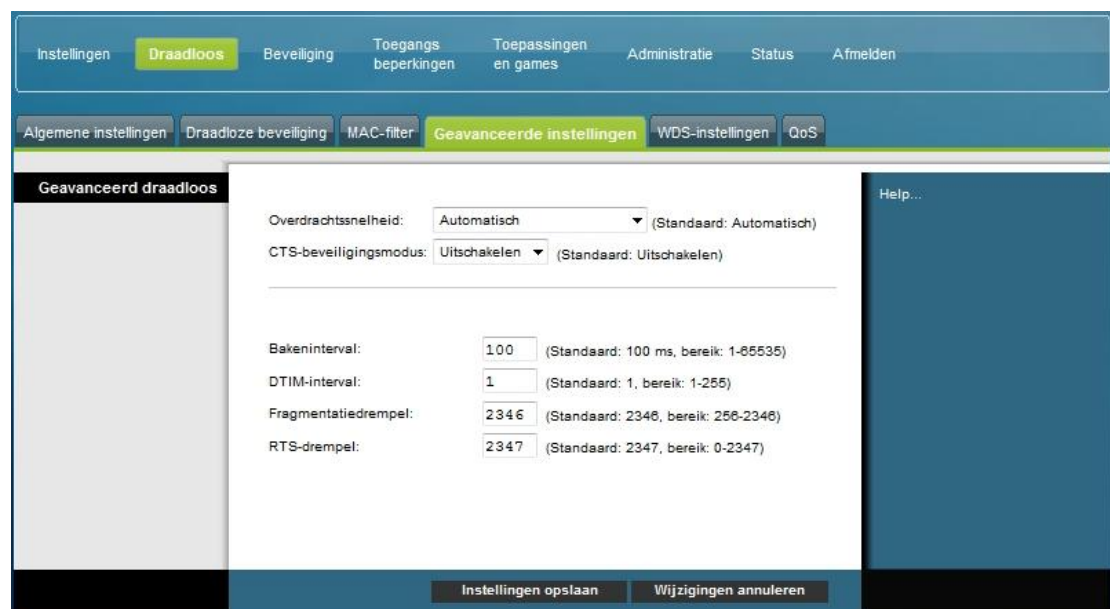 Instellingen Draadloos Beveiliging Toegangs beperkingen Toepassingen en games Administratie Status Afmelden
Algemene instellingen Draadloze beveiliging MAC-filter Geavanceerde instellingen WDS-instellingen QoS
Geavanceerd draadloos
Help...
Overdrachtssnelheid: Automatisch (Standaard: Automatisch)
CTS-beveiligingsmodus: Uitschakelen (Standaard: Uitschakelen)
Bakeninterval: 100 (Standaard: 100 ms, bereik: 1-65535)
DTIM-interval: 1 (Standaard: 1, bereik: 1-255)
Fragmentatiedrempel: 2346 (Standaard: 2346, bereik: 256-2346)
RTS-drempel: 2347 (Standaard: 2347, bereik: 0-2347)
Instellingen opslaan Wijzigingen annuleren